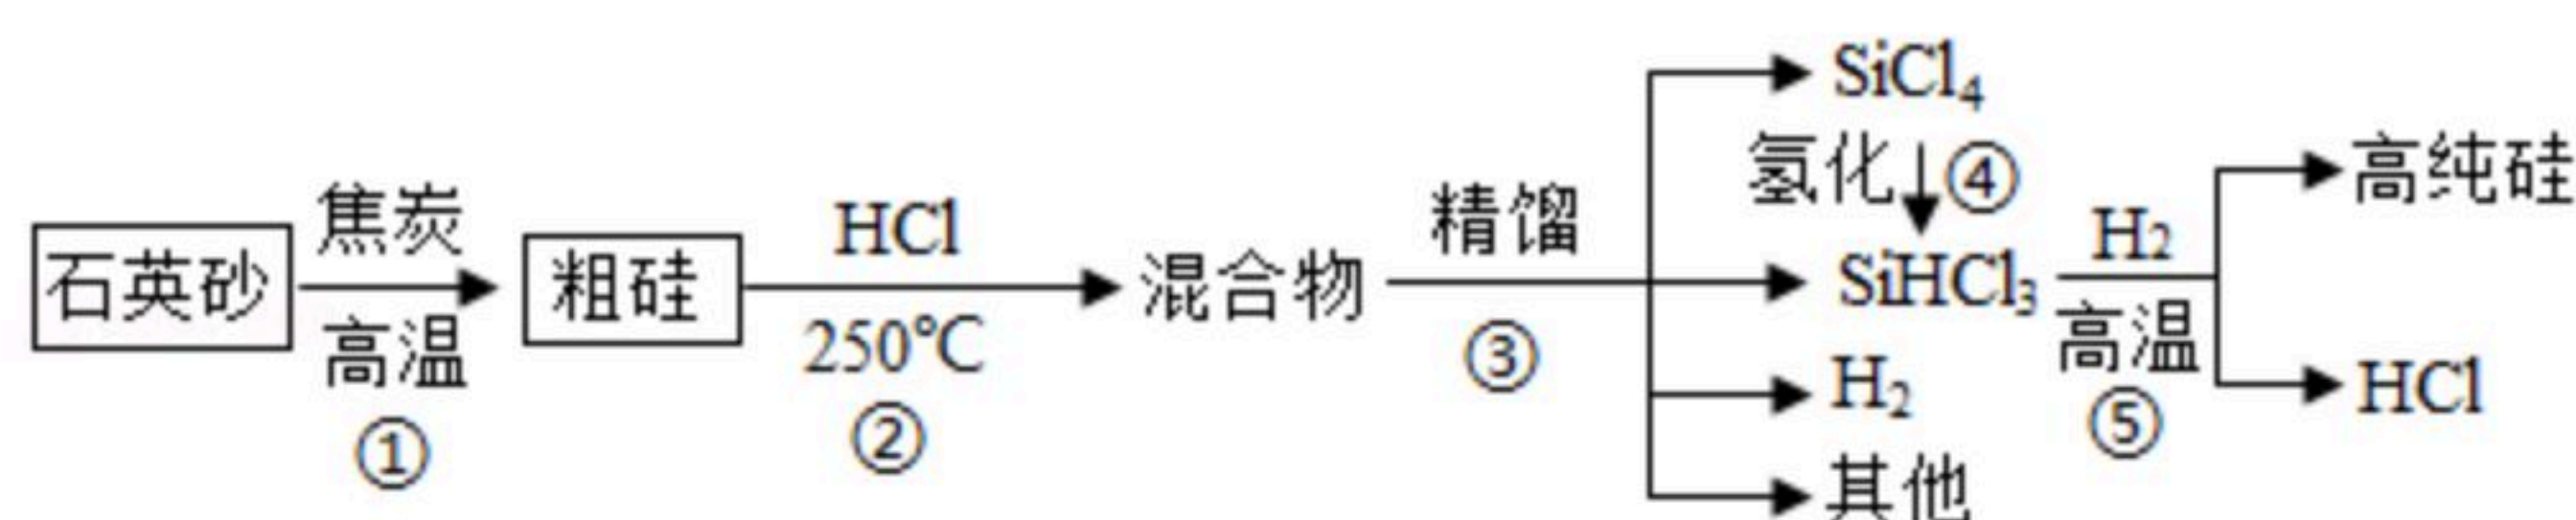 石英砂
焦炭
高温
①
粗硅
HCl
250℃
②
混合物
精馏
③
SiCl₄
氢化
④
SiHCl₃
H₂
其他
H₂
高温
⑤
高纯硅
HCl